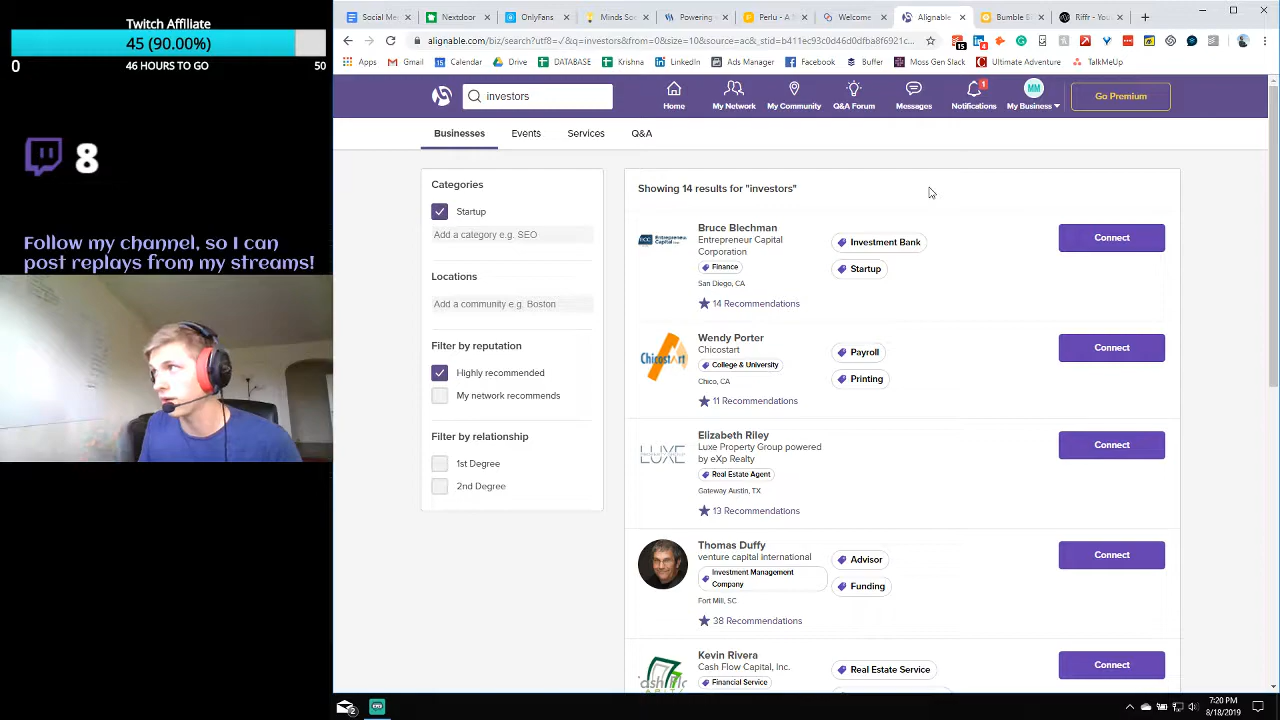 Twitch Affiliate
45 (90.00%)
0
46 HOURS TO GO
50
8
Follow my channel, so I can
post replays from my streams!
Social Me
Nextdoor
OnlyFans
Minds So
Powering
Perlu - A
Welcome
Alignable
Bumble B
Riffr - You
alignable.com/biz/search?utf8=✓&q=investors&from=0&size=10&source=a
Apps
Gmail
Calendar
Drive
DATABASE
Krishna
LinkedIn
Ad Manager
Facebook
Buffer
Moss Gen Slack
Ultimate Adventure
TalkMeUp
investors
Home
My Network
My Community
Q&A Forum
Messages
1
Notifications
MM
My Business
Go Premium
Businesses
Events
Services
Q&A
Categories
Startup
Add a category e.g. SEO
Locations
Add a community e.g. Boston
Filter by reputation
Highly recommended
My network recommends
Filter by relationship
1st Degree
2nd Degree
Showing 14 results for "investors"
Bruce Blechman
Entrepreneur Capital
Corporation
Finance
San Diego, CA
14 Recommendations
Investment Bank
Startup
Connect
Wendy Porter
Chicostart
College & University
Chico, CA
11 Recommendations
Payroll
Printing
Connect
LUXE
Elizabeth Riley
Luxe Property Group powered
by eXp Realty
Real Estate Agent
Gateway Austin, TX
13 Recommendations
Connect
Thomas Duffy
venture capital international
Investment Management
Company
Fort Mill, SC
38 Recommendations
Advisor
Funding
Connect
Kevin Rivera
Cash Flow Capital, Inc.
Financial Service
Real Estate Service
Connect
7:20 PM
8/18/2019